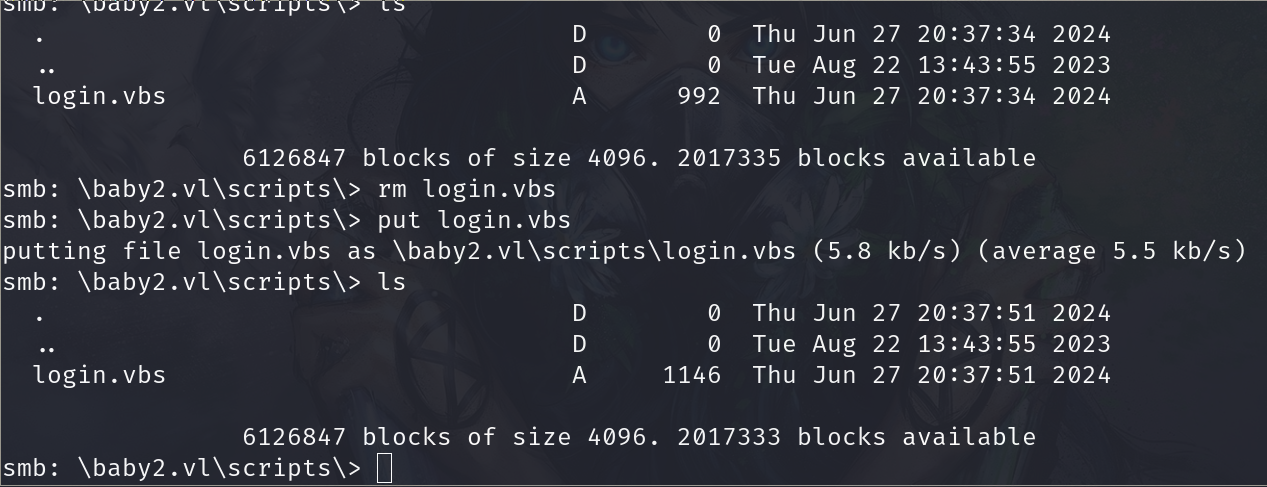 smb: \baby2.vl\scripts\> ls
. D 0 Thu Jun 27 20:37:34 2024
.. D 0 Tue Aug 22 13:43:55 2023
login.vbs A 992 Thu Jun 27 20:37:34 2024
6126847 blocks of size 4096. 2017335 blocks available
smb: \baby2.vl\scripts\> rm login.vbs
smb: \baby2.vl\scripts\> put login.vbs
putting file login.vbs as \baby2.vl\scripts\login.vbs (5.8 kb/s) (average 5.5 kb/s)
smb: \baby2.vl\scripts\> ls
. D 0 Thu Jun 27 20:37:51 2024
.. D 0 Tue Aug 22 13:43:55 2023
login.vbs A 1146 Thu Jun 27 20:37:51 2024
6126847 blocks of size 4096. 2017333 blocks available
smb: \baby2.vl\scripts\>